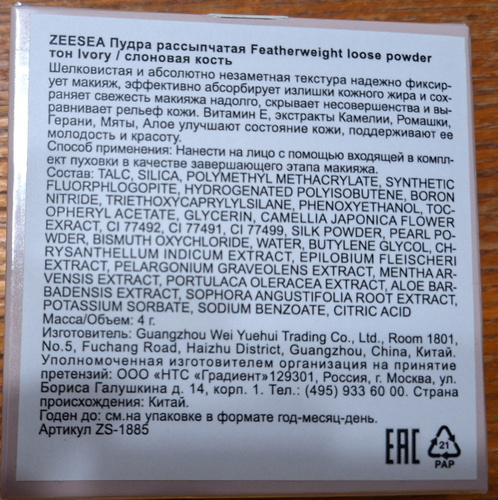 ZEESEA Пудра рассыпчатая Featherweight loose powder
тон Ivory / слоновая кость
Шелковистая и абсолютно незаметная текстура надежно фиксир-
ует макияж, эффективно абсорбирует излишки кожного жира и сох-
раняет свежесть макияжа надолго, скрывает несовершенства и вы-
равнивает рельеф кожи. Витамин Е, экстракты Камелии, Ромашки,
Герани, Мяты, Алое улучшают состояние кожи, поддерживают ее
молодость и красоту.
Способ применения: Нанести на лицо с помощью входящей в компл-
ект пуховки в качестве завершающего этапа макияжа.
Состав: TALC, SILICA, POLYMETHYL METHACRYLATE, SYNTHETIC
FLUORPHLOGOPITE, HYDROGENATED POLYISOBUTENE, BORON
NITRIDE, TRIETHOXYCAPRYLYLSILANE, PHENOXYETHANOL, TOC-
OPHERYL ACETATE, GLYCERIN, CAMELLIA JAPONICA FLOWER
EXTRACT, CI 77492, CI 77491, CI 77499, SILK POWDER, PEARL PO-
WDER, BISMUTH OXYCHLORIDE, WATER, BUTYLENE GLYCOL, CH-
RYSANTHELLUM INDICUM EXTRACT, EPILOBIUM FLEISCHERI
EXTRACT, PELARGONIUM GRAVEOLENS EXTRACT, MENTHA AR-
VENSIS EXTRACT, PORTULACA OLERACEA EXTRACT, ALOE BAR-
BADENSIS EXTRACT, SOPHORA ANGUSTIFOLIA ROOT EXTRACT,
POTASSIUM SORBATE, SODIUM BENZOATE, CITRIC ACID
Масса/Объем: 4 г.
Изготовитель: Guangzhou Wei Yuehui Trading Co., Ltd., Room 1801,
No.5, Fuchang Road, Haizhu District, Guangzhou, China, Китай.
Уполномоченная изготовителем организация на принятие
претензий: ООО «НТС «Градиент»129301, Россия, г. Москва, ул.
Бориса Галушкина д. 14, корп. 1. Тел.: (495) 933 60 00. Страна
происхождения: Китай.
Годен до: см.на упаковке в формате год-месяц-день.
Артикул ZS-1885
EAC
21
PAP